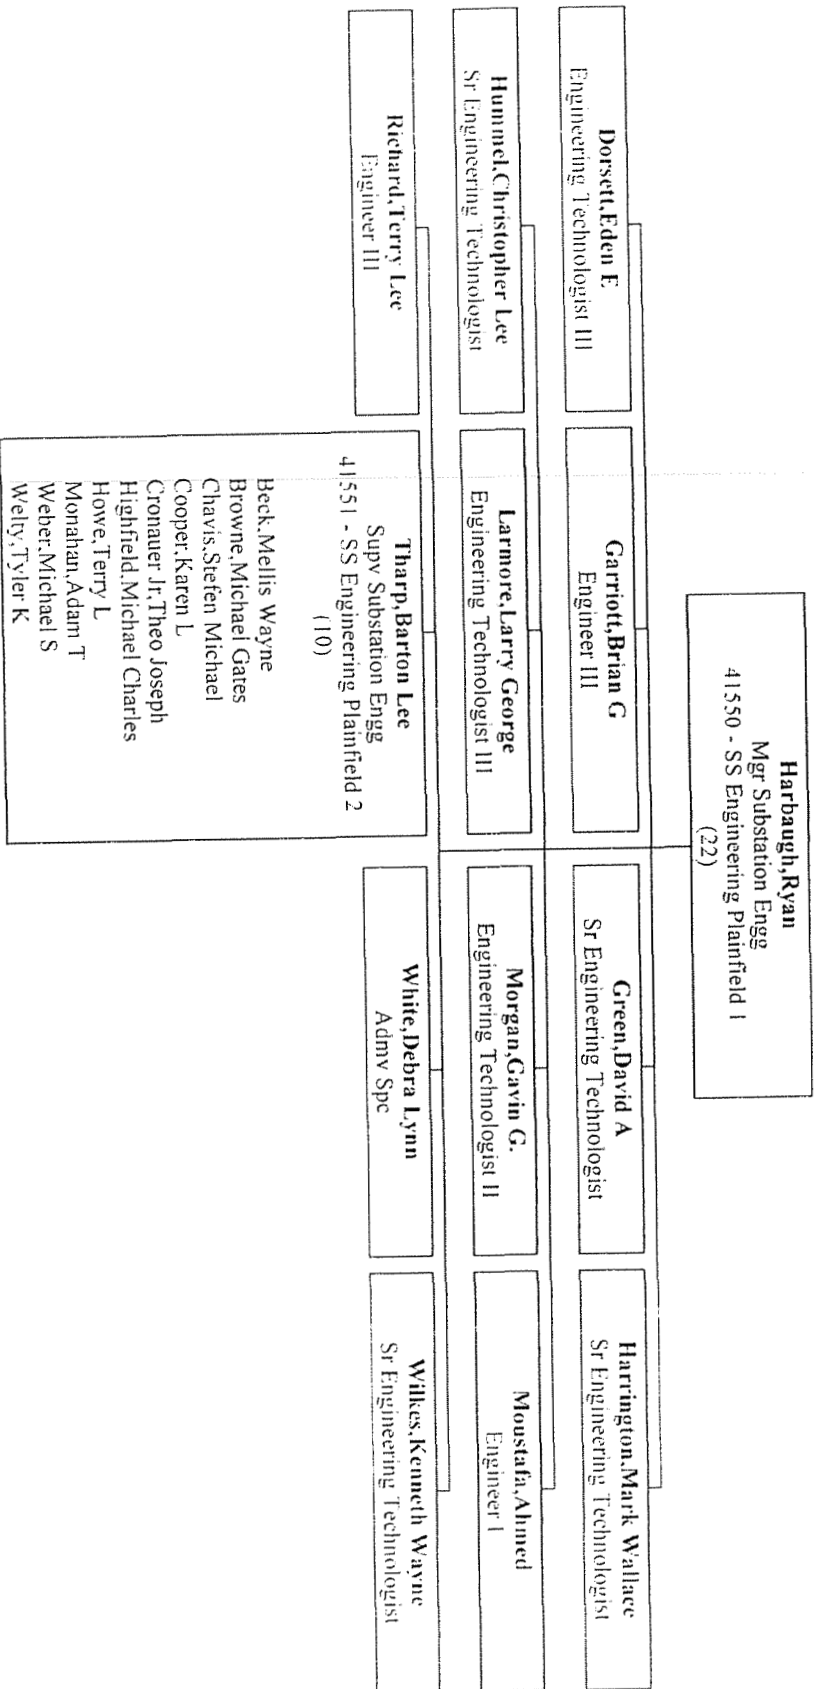 Harbaugh,Ryan
Mgr Substation Engg
41550 - SS Engineering Plainfield 1
(22)
Dorsett,Eden E
Engineering Technologist III
Garriott,Brian G
Engineer III
Green,David A
Sr Engineering Technologist
Harrington,Mark Wallace
Sr Engineering Technologist
Hummel,Christopher Lee
Sr Engineering Technologist
Larmore,Larry George
Engineering Technologist III
Morgan,Gavin G.
Engineering Technologist II
Moustafa,Ahmed
Engineer I
Richard,Terry Lee
Engineer III
Tharp,Barton Lee
Supv Substation Engg
41551 - SS Engineering Plainfield 2
(10)
Beck,Mellis Wayne
Browne,Michael Gates
Chavis,Stefen Michael
Cooper,Karen L
Cronauer Jr,Theo Joseph
Highfield,Michael Charles
Howe,Terry L
Monahan,Adam T
Weber,Michael S
Welty,Tyler K
White,Debra Lynn
Admv Spc
Wilkes,Kenneth Wayne
Sr Engineering Technologist